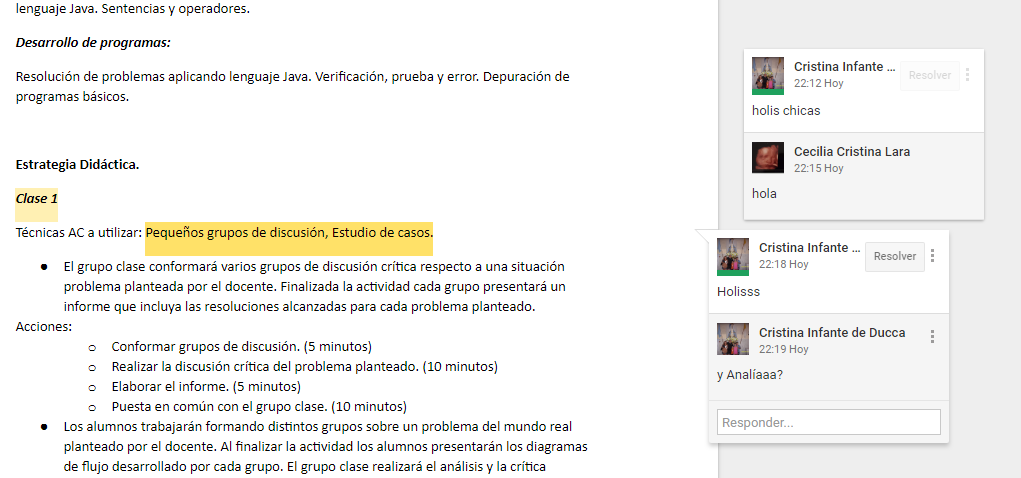 lenguaje Java. Sentencias y operadores.
Desarrollo de programas:
Resolución de problemas aplicando lenguaje Java. Verificación, prueba y error. Depuración de
programas básicos.
Estrategia Didáctica.
Clase 1
Técnicas AC a utilizar: Pequeños grupos de discusión, Estudio de casos.
● El grupo clase conformará varios grupos de discusión crítica respecto a una situación
problema planteada por el docente. Finalizada la actividad cada grupo presentará un
informe que incluya las resoluciones alcanzadas para cada problema planteado.
Acciones:
o Conformar grupos de discusión. (5 minutos)
o Realizar la discusión crítica del problema planteado. (10 minutos)
o Elaborar el informe. (5 minutos)
o Puesta en común con el grupo clase. (10 minutos)
● Los alumnos trabajarán formando distintos grupos sobre un problema del mundo real
planteado por el docente. Al finalizar la actividad los alumnos presentarán los diagramas
de flujo desarrollado por cada grupo. El grupo clase realizará el análisis y la crítica
Cristina Infante ... Resolver
22:12 Hoy
holis chicas
Cecilia Cristina Lara
22:15 Hoy
hola
Cristina Infante ... Resolver
22:18 Hoy
Holisss
Cristina Infante de Ducca
22:19 Hoy
y Analíaaa?
Responder...